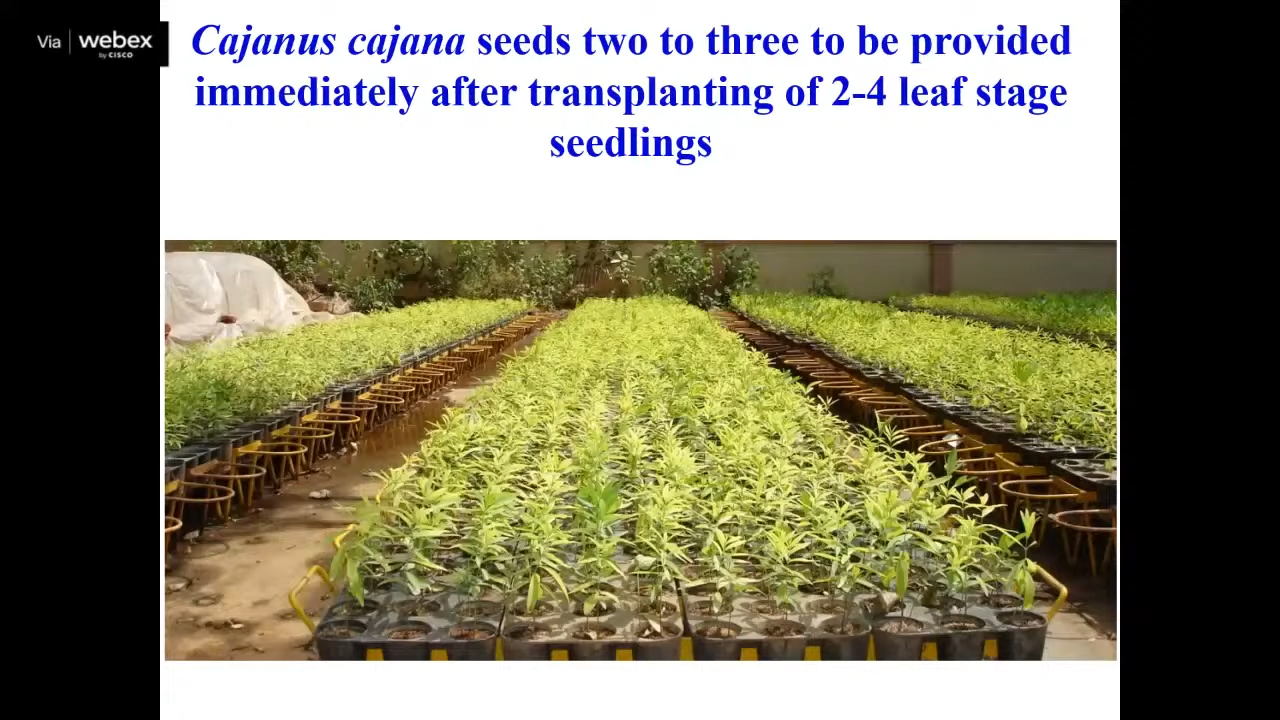 Via webex
by CISCO
Cajanus cajana seeds two to three to be provided
immediately after transplanting of 2-4 leaf stage
seedlings